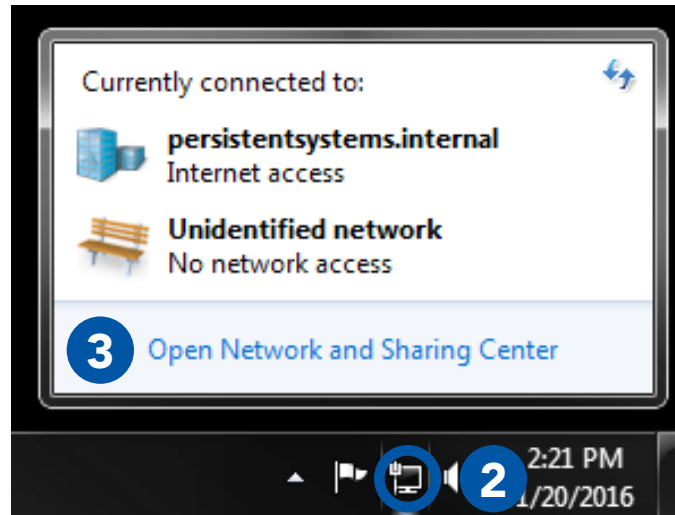 Currently connected to:
persistentsystems.internal
Internet access
Unidentified network
No network access
3 Open Network and Sharing Center
2 2:21 PM
1/20/2016